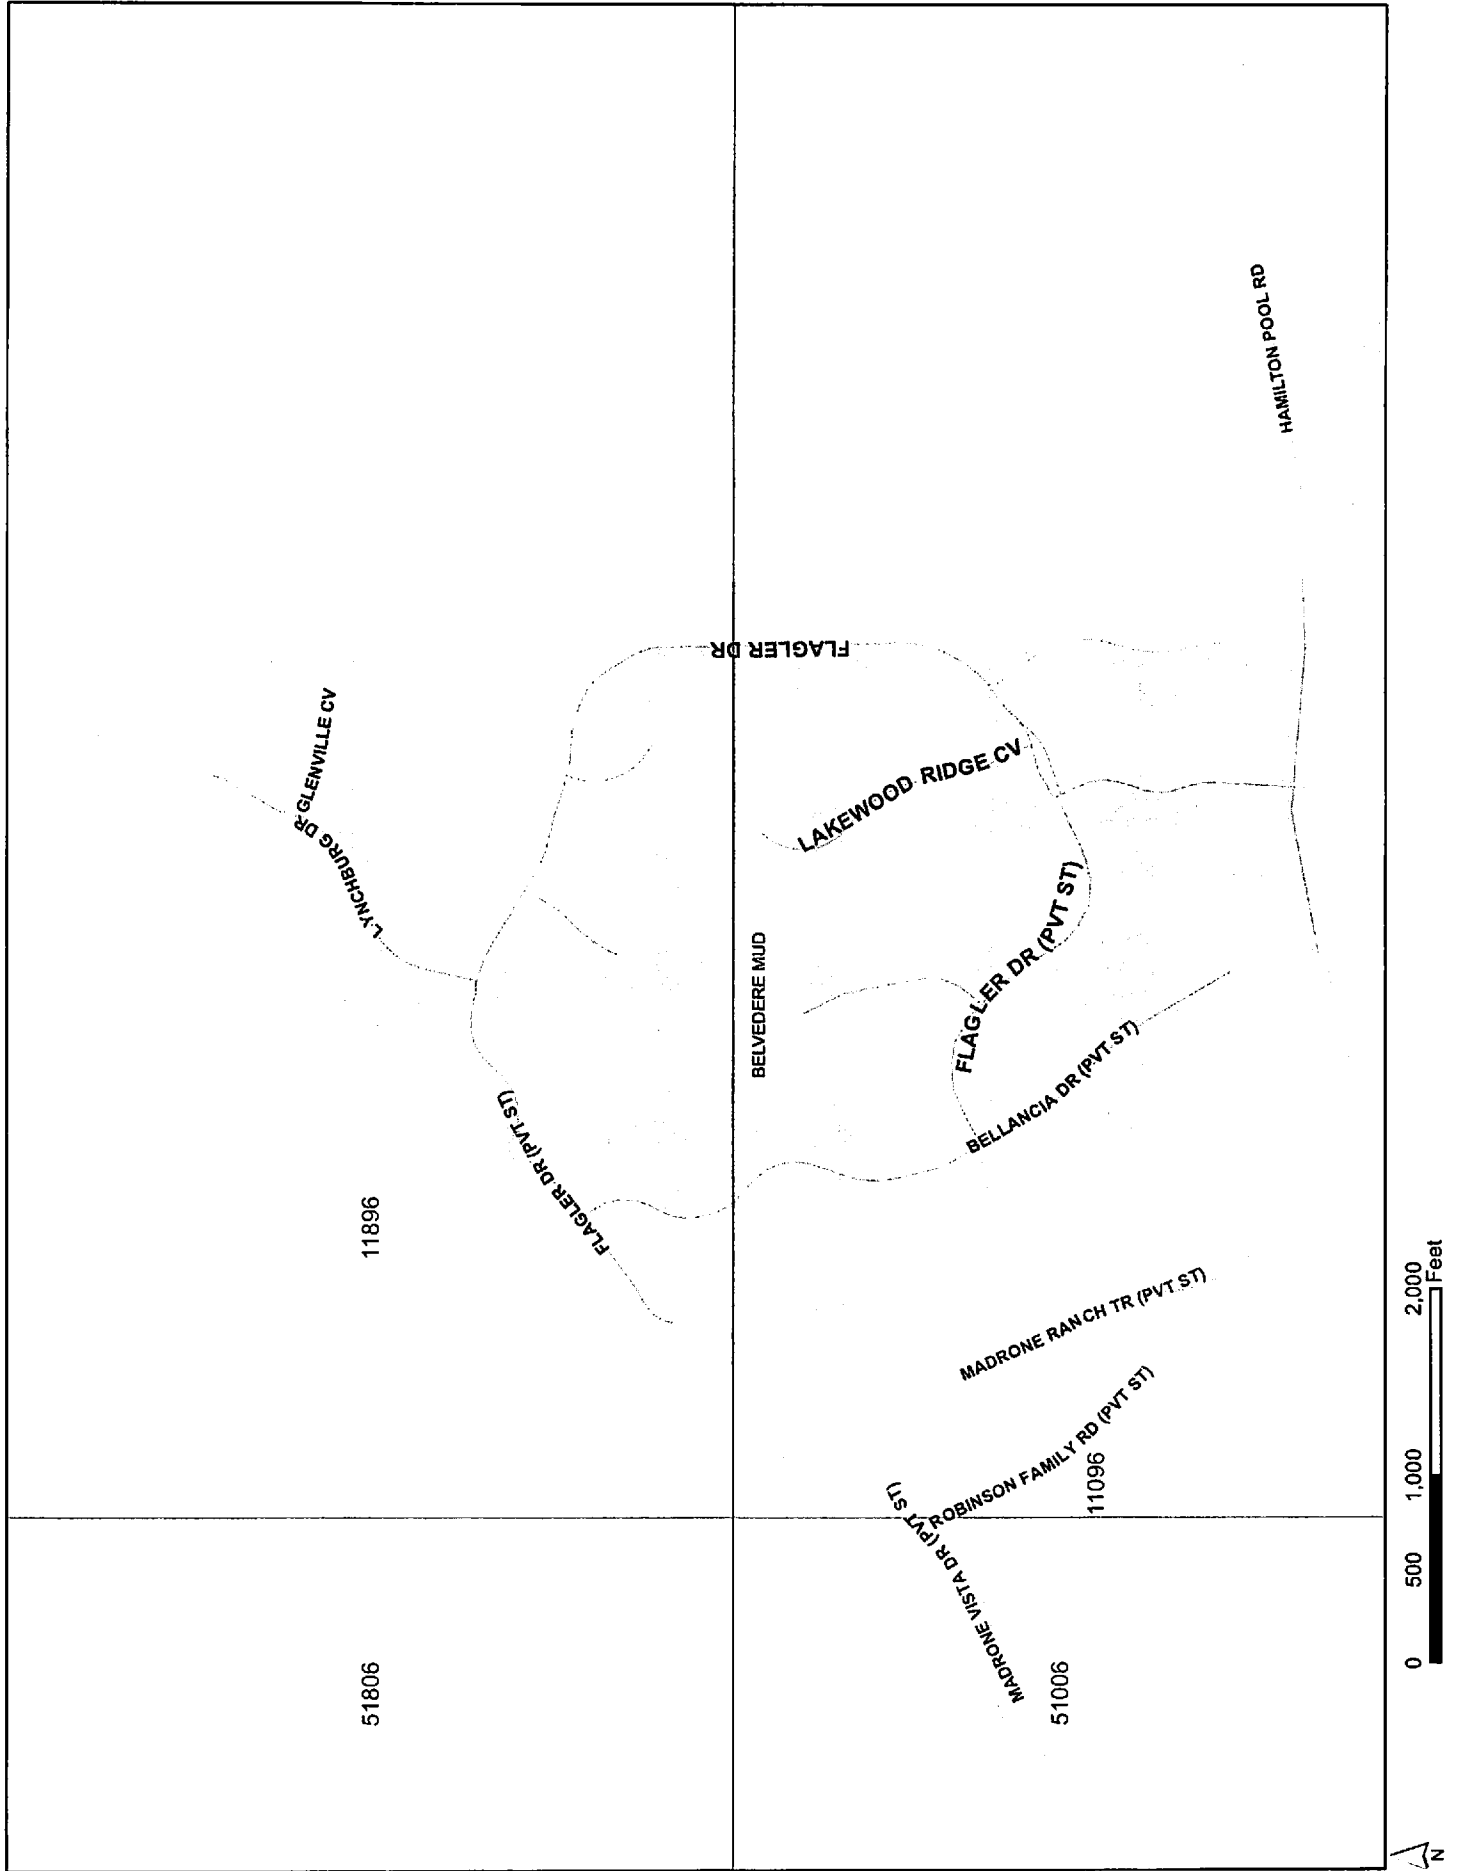 51806
11896
LYNCHBURG DR
GLENVILLE CV
FLAGLER DR (PVT ST)
FLAGLER DR
BELVEDERE MUD
LAKEWOOD RIDGE CV
FLAGLER DR (PVT ST)
BELLANCIA DR (PVT ST)
MADRONE RANCH TR (PVT ST)
ROBINSON FAMILY RD (PVT ST)
MADRONE VISTA DR (PVT ST)
51006
11096
HAMILTON POOL RD
N
0 500 1,000 2,000
Feet